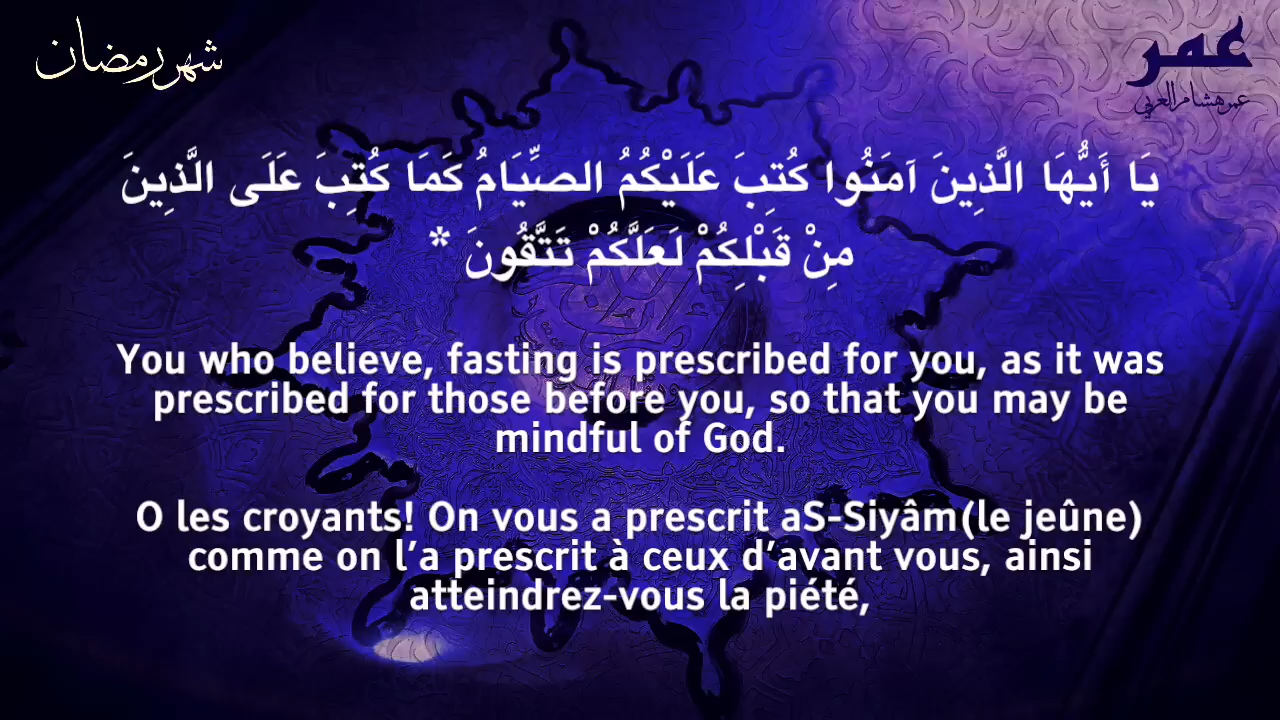 شهر رمضان
عمر
عمر هشام العربي
يَا أَيُّهَا الَّذِينَ آمَنُوا كُتِبَ عَلَيْكُمُ الصِّيَامُ كَمَا كُتِبَ عَلَى الَّذِينَ
مِنْ قَبْلِكُمْ لَعَلَّكُمْ تَتَّقُونَ *
You who believe, fasting is prescribed for you, as it was
prescribed for those before you, so that you may be
mindful of God.
O les croyants! On vous a prescrit aS-Siyâm(le jeûne)
comme on l’a prescrit à ceux d’avant vous, ainsi
atteindrez-vous la piété,